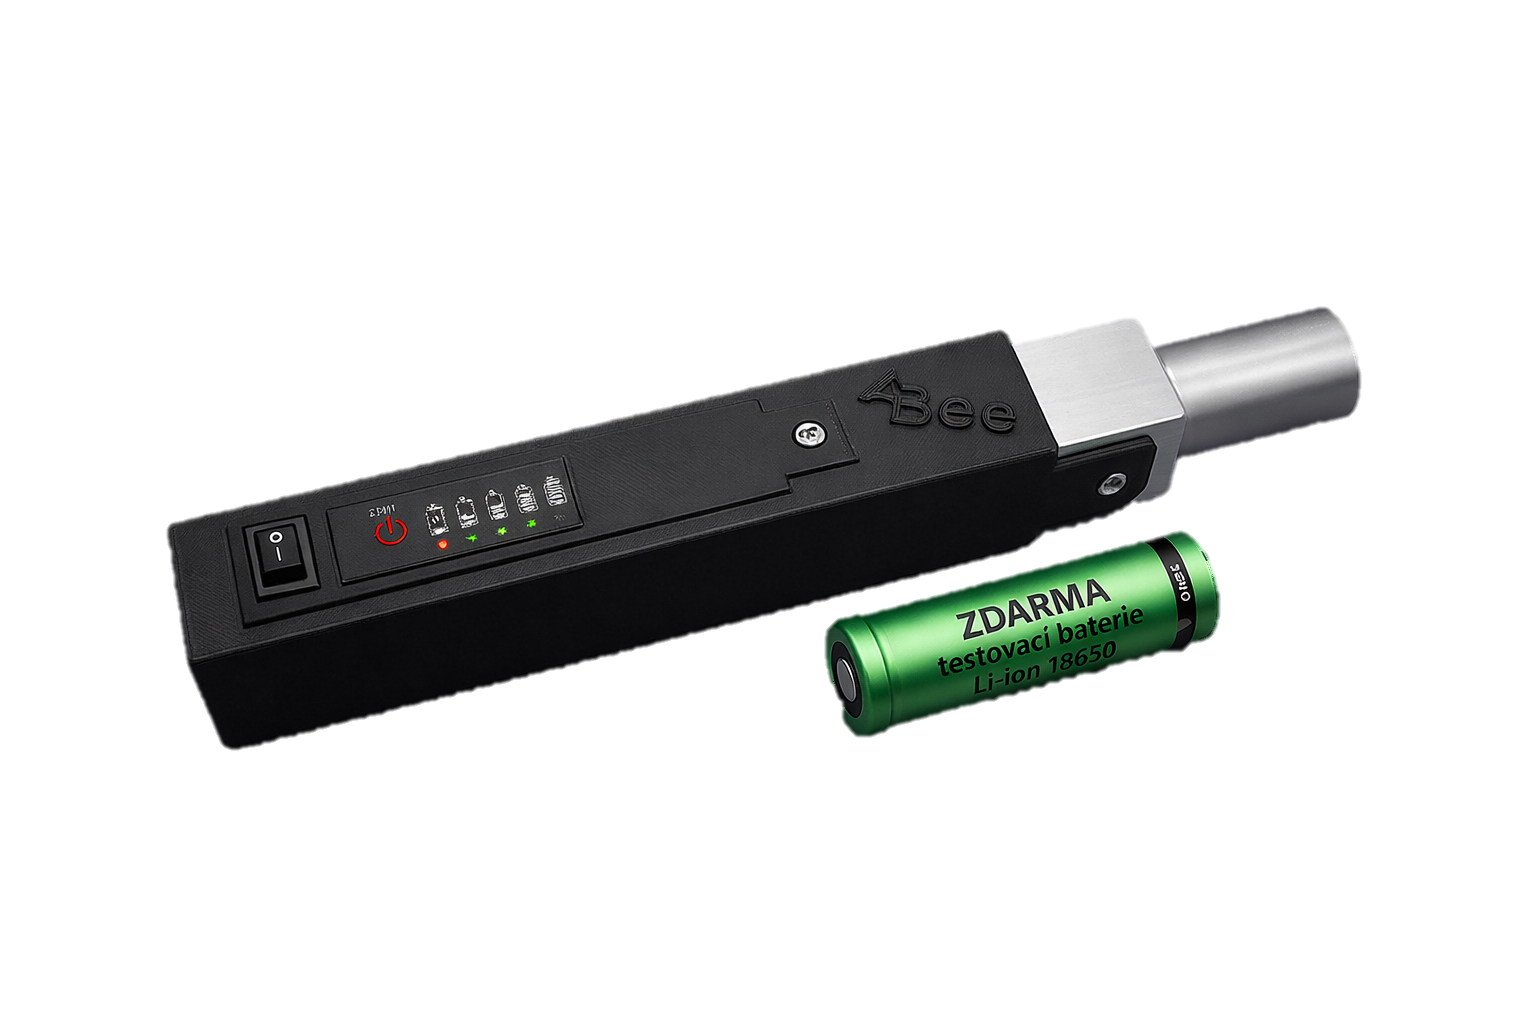 Bee
ZDARMA
testovací baterie
Li-ion 18650